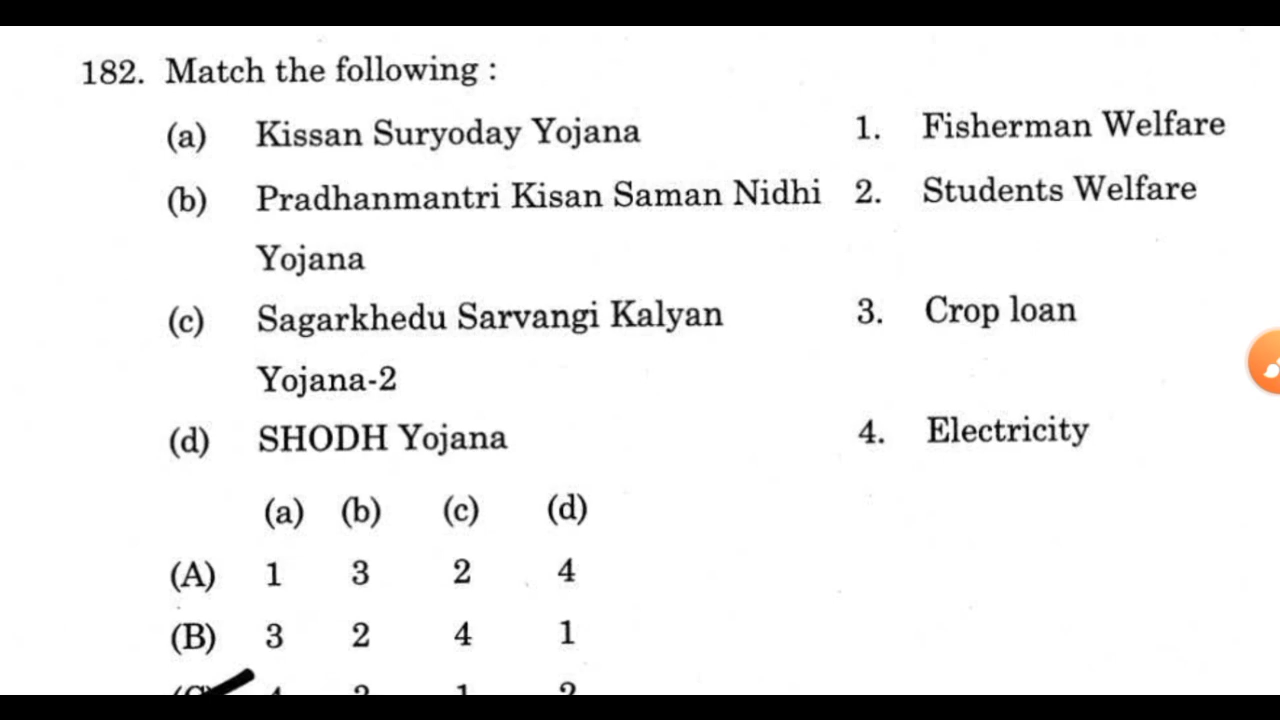 182. Match the following :
(a) Kissan Suryoday Yojana 1. Fisherman Welfare
(b) Pradhanmantri Kisan Saman Nidhi 2. Students Welfare
Yojana
(c) Sagarkhedu Sarvangi Kalyan 3. Crop loan
Yojana-2
(d) SHODH Yojana 4. Electricity
(a) (b) (c) (d)
(A) 1 3 2 4
(B) 3 2 4 1